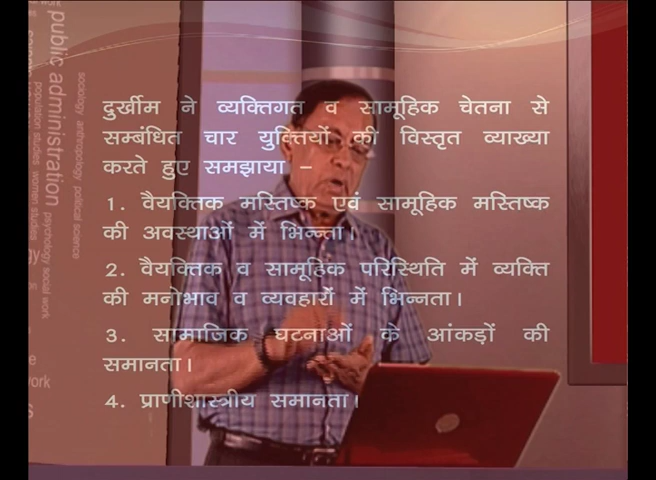 public administration
sociology anthropology political science
population studies women studies
psychology social work
दुर्खीम ने व्यक्तिगत व सामूहिक चेतना से
सम्बंधित चार युक्तियों की विस्तृत व्याख्या
करते हुए समझाया –
1. वैयक्तिक मस्तिष्क एवं सामूहिक मस्तिष्क
की अवस्थाओं में भिन्नता।
2. वैयक्तिक व सामूहिक परिस्थिति में व्यक्ति
की मनोभाव व व्यवहारों में भिन्नता।
3. सामाजिक घटनाओं के आंकड़ों की
समानता।
4. प्राणीशास्त्रीय समानता।